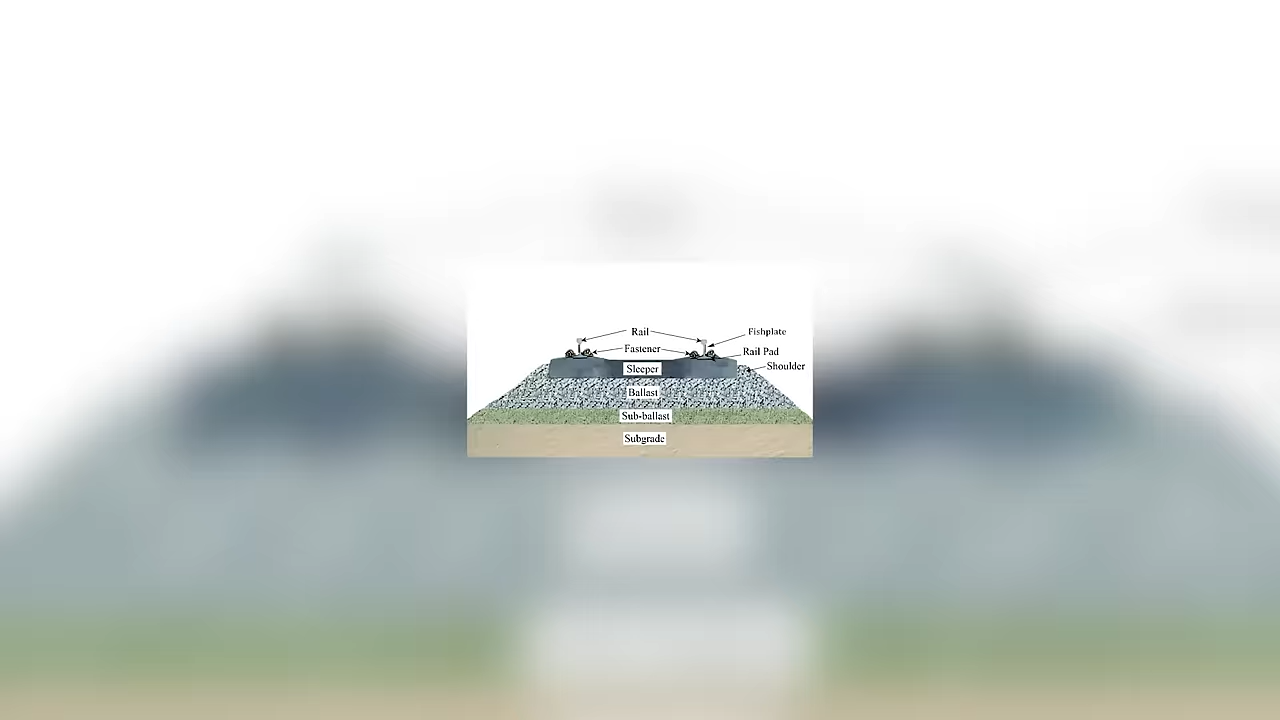 Rail
Fishplate
Fastener
Rail Pad
Sleeper
Shoulder
Ballast
Sub-ballast
Subgrade